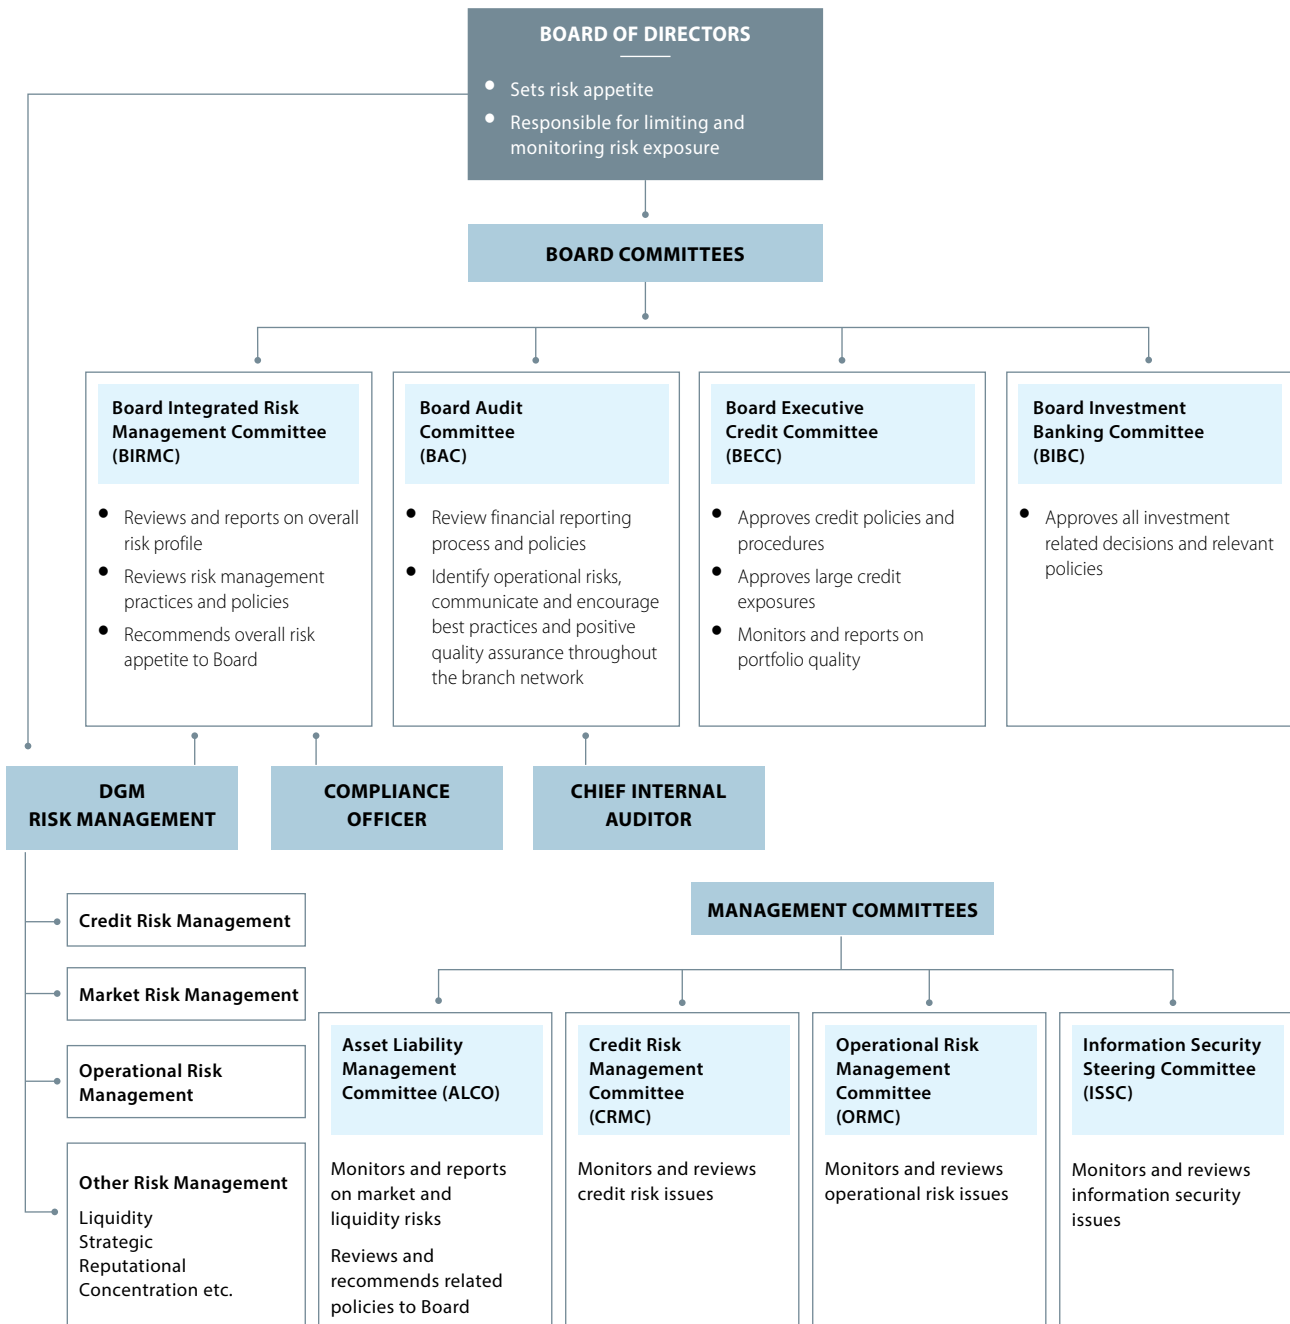 BOARD OF DIRECTORS
• Sets risk appetite
• Responsible for limiting and
monitoring risk exposure
BOARD COMMITTEES
Board Integrated Risk
Management Committee
(BIRMC)
• Reviews and reports on overall
risk profile
• Reviews risk management
practices and policies
• Recommends overall risk
appetite to Board
Board Audit
Committee
(BAC)
• Review financial reporting
process and policies
• Identify operational risks,
communicate and encourage
best practices and positive
quality assurance throughout
the branch network
Board Executive
Credit Committee
(BECC)
• Approves credit policies and
procedures
• Approves large credit
exposures
• Monitors and reports on
portfolio quality
Board Investment
Banking Committee
(BIBC)
• Approves all investment
related decisions and relevant
policies
DGM
RISK MANAGEMENT
COMPLIANCE
OFFICER
CHIEF INTERNAL
AUDITOR
Credit Risk Management
Market Risk Management
Operational Risk
Management
Other Risk Management
Liquidity
Strategic
Reputational
Concentration etc.
MANAGEMENT COMMITTEES
Asset Liability
Management
Committee (ALCO)
Monitors and reports
on market and
liquidity risks
Reviews and
recommends related
policies to Board
Credit Risk
Management
Committee
(CRMC)
Monitors and reviews
credit risk issues
Operational Risk
Management
Committee
(ORMC)
Monitors and reviews
operational risk issues
Information Security
Steering Committee
(ISSC)
Monitors and reviews
information security
issues